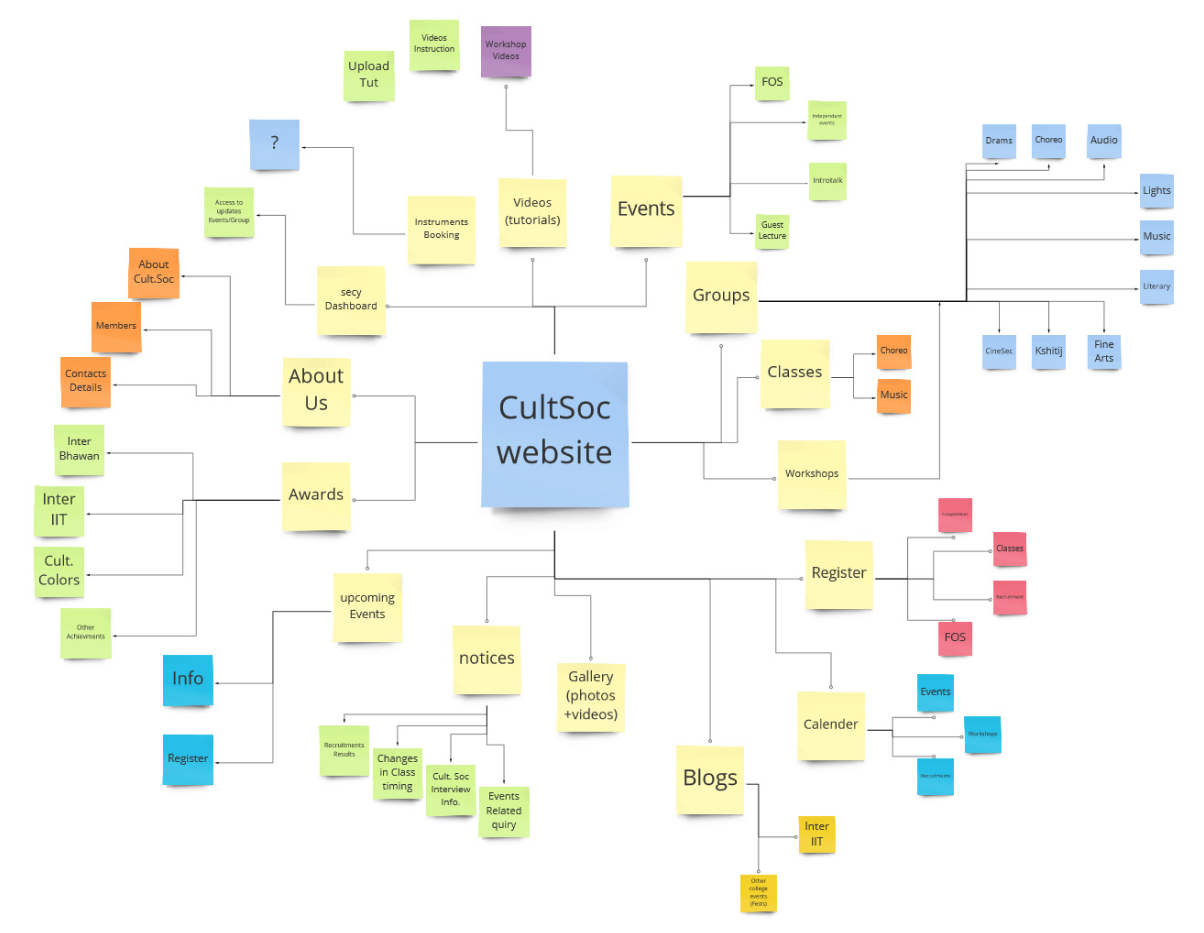 Videos
Instruction
Workshop
Videos
Upload
Tut
FOS
?
Independent
events
Drams
Choreo
Audio
Access to
updates
Events/Group
Videos
(tutorials)
Events
Introtalk
Lights
Instruments
Booking
Guest
Lecture
Music
About
Cult.Soc
secy
Dashboard
Groups
Literary
Members
CineSec
Kshitij
Fine
Arts
Contacts
Details
About
Us
Classes
Choreo
Music
CultSoc
website
Inter
Bhawan
Workshops
Awards
Inter
IIT
Cult.
Colors
Register
Classes
Recruitment
FOS
upcoming
Events
Other
Achievments
notices
Info
Gallery
(photos
+videos)
Events
Calender
Workshops
Recruitments
Register
Recruitments
Results
Changes
in Class
timing
Cult. Soc
Interview
Info.
Events
Related
quiry
Blogs
Inter
IIT
Other
college
events
(Fests)